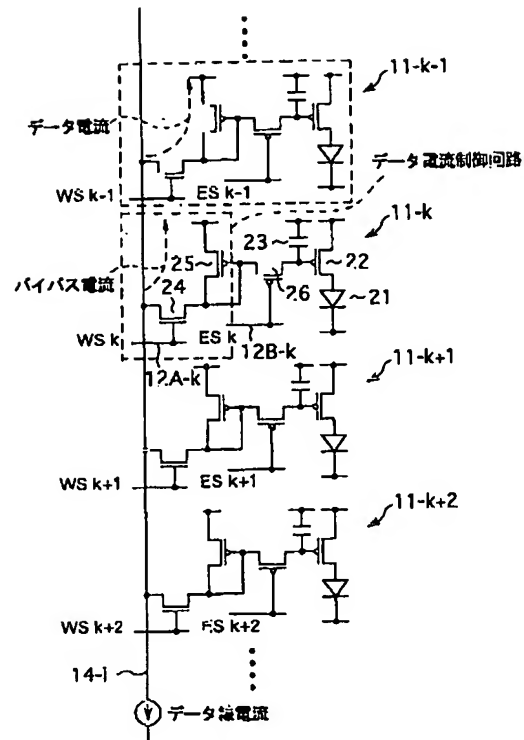 11-k-1
データ電流
データ電流制御回路
WS k-1
ES k-1
11-k
23
25
22
バイパス電流
24
26
21
WS k
ES k
12A-k
12B-k
11-k+1
WS k+1
ES k+1
11-k+2
WS k+2
ES k+2
14-i
データ線電流